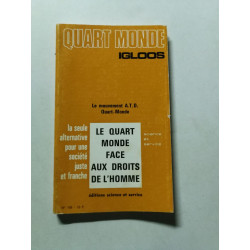 QUART MONDE
IGLOOS
Le mouvement A.T.D.
Quart-Monde
la seule
alternative
pour une
société
juste
et franche
LE QUART
MONDE
FACE
AUX DROITS
DE L'HOMME
éditions science et service